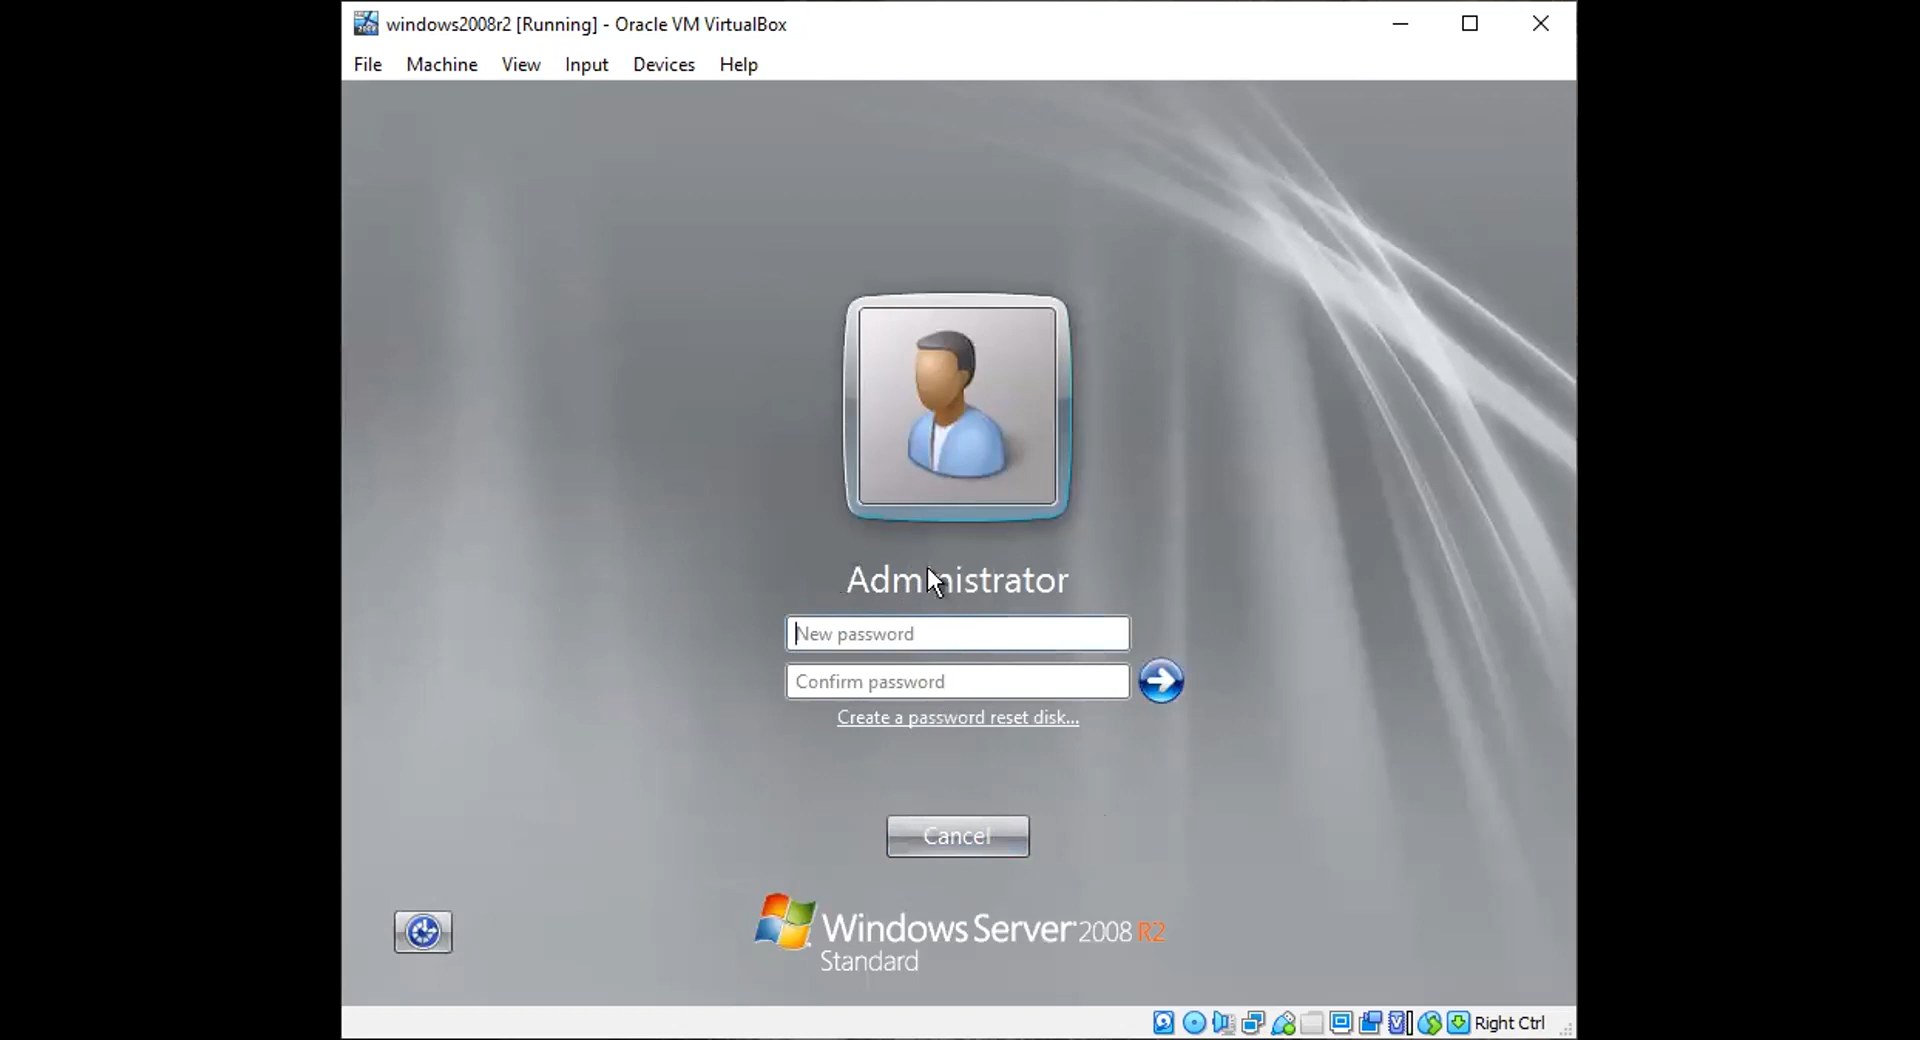 windows2008r2 [Running] - Oracle VM VirtualBox
File Machine View Input Devices Help
Administrator
New password
Confirm password
Create a password reset disk...
Cancel
Windows Server 2008 R2
Standard
Right Ctrl